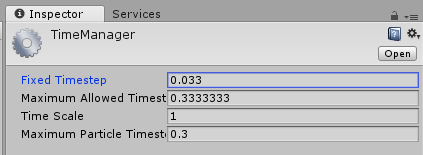 Inspector Services
TimeManager
Open
Fixed Timestep 0.033
Maximum Allowed Timest 0.3333333
Time Scale 1
Maximum Particle Timeste 0.3